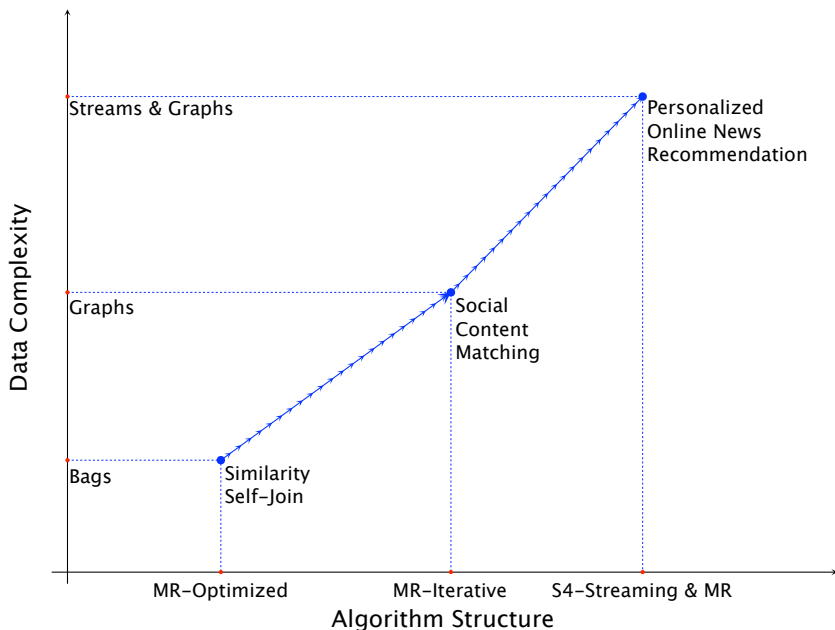 Streams & Graphs
Personalized
Online News
Recommendation
Data Complexity
Graphs
Social
Content
Matching
Bags
Similarity
Self-Join
MR-Optimized
MR-Iterative
S4-Streaming & MR
Algorithm Structure